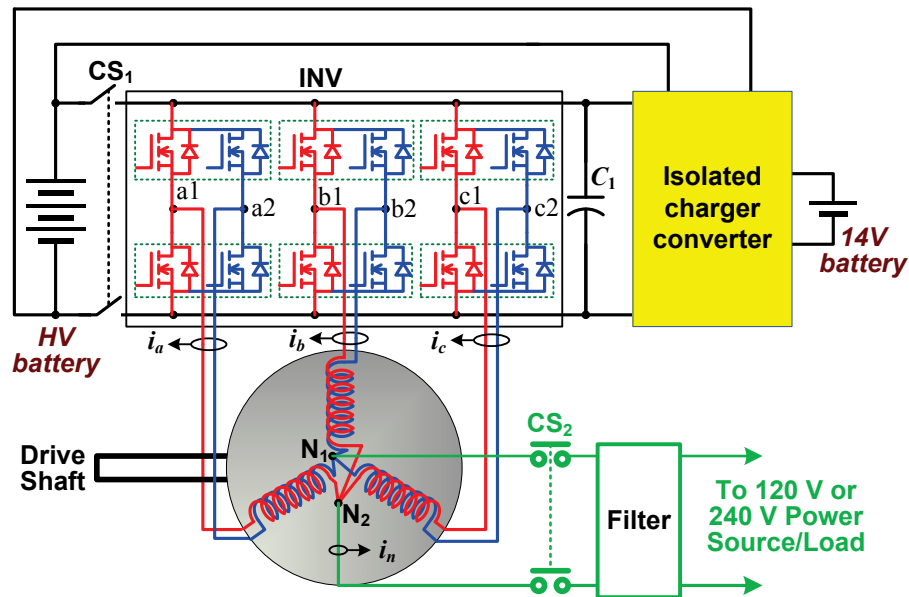 CS1
INV
a1
a2
b1
b2
c1
c2
C1
Isolated
charger
converter
14V
battery
HV
battery
ia
ib
ic
Drive
Shaft
N1
N2
in
CS2
Filter
To 120 V or
240 V Power
Source/Load